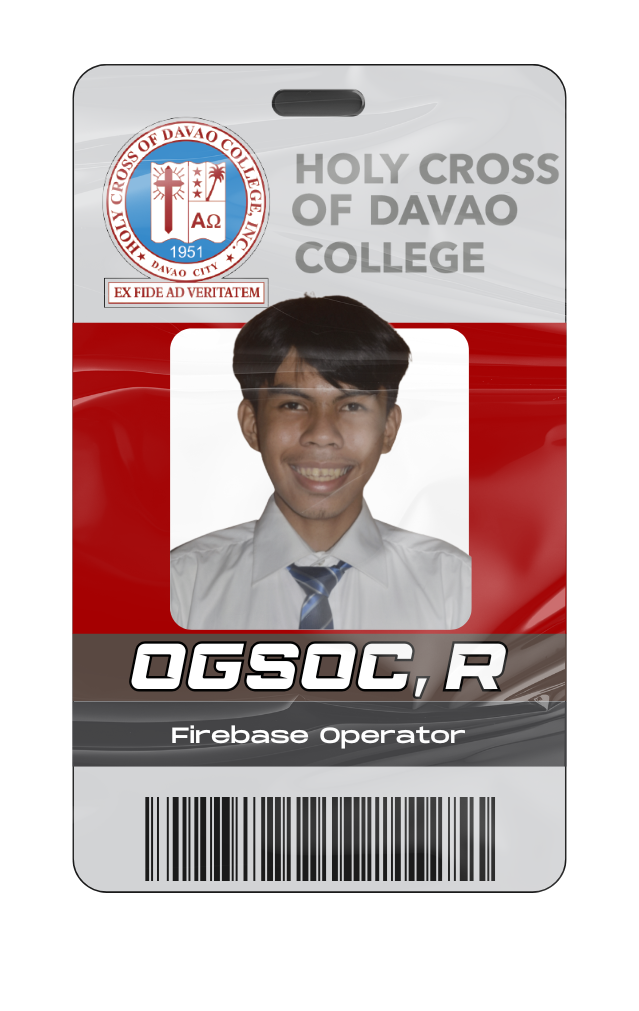 HOLY CROSS OF DAVAO COLLEGE, INC.
ΑΩ
1951
DAVAO CITY
EX FIDE AD VERITATEM
HOLY CROSS
OF DAVAO
COLLEGE
OGSOC, R
Firebase Operator